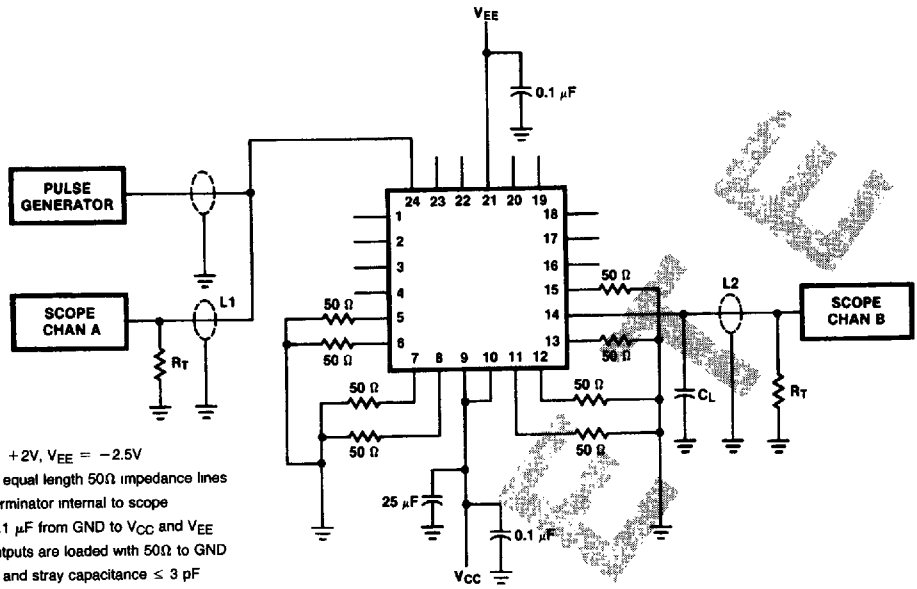 VEE
0.1 µF
PULSE
GENERATOR
24 23 22 21 20 19
1
2
3
4
5
6
18
17
16
15
14
13
7 8 9 10 11 12
L1
SCOPE
CHAN A
RT
50 Ω
50 Ω
50 Ω
50 Ω
50 Ω
50 Ω
50 Ω
50 Ω
L2
SCOPE
CHAN B
CL
RT
25 µF
0.1 µF
VCC
+2V, VEE = −2.5V
equal length 50Ω impedance lines
terminator internal to scope
.1 µF from GND to VCC and VEE
outputs are loaded with 50Ω to GND
and stray capacitance ≤ 3 pF